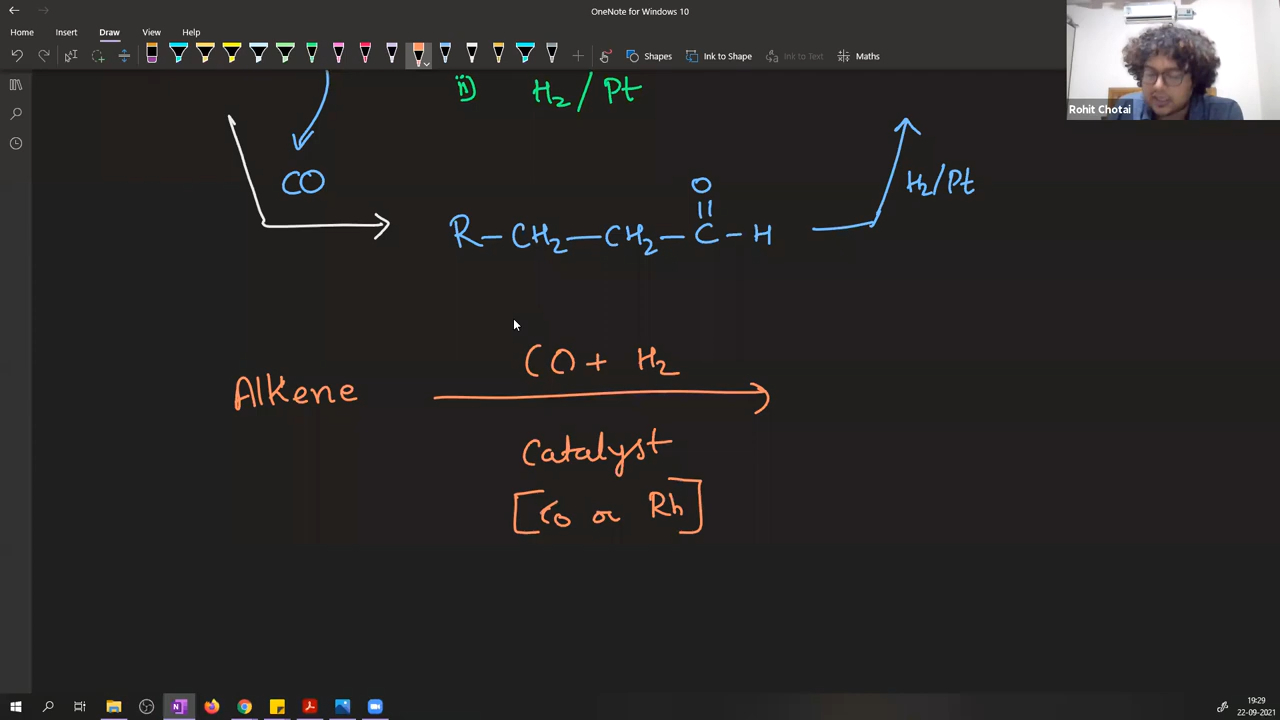 OneNote for Windows 10
Home Insert Draw View Help
Shapes Ink to Shape Ink to Text Maths
Rohit Chotai
ii) H2 / Pt
CO
H2/Pt
O
||
R – CH2 – CH2 – C – H
CO + H2
Alkene
Catalyst
[Co or Rh]
19:29
22-09-2021